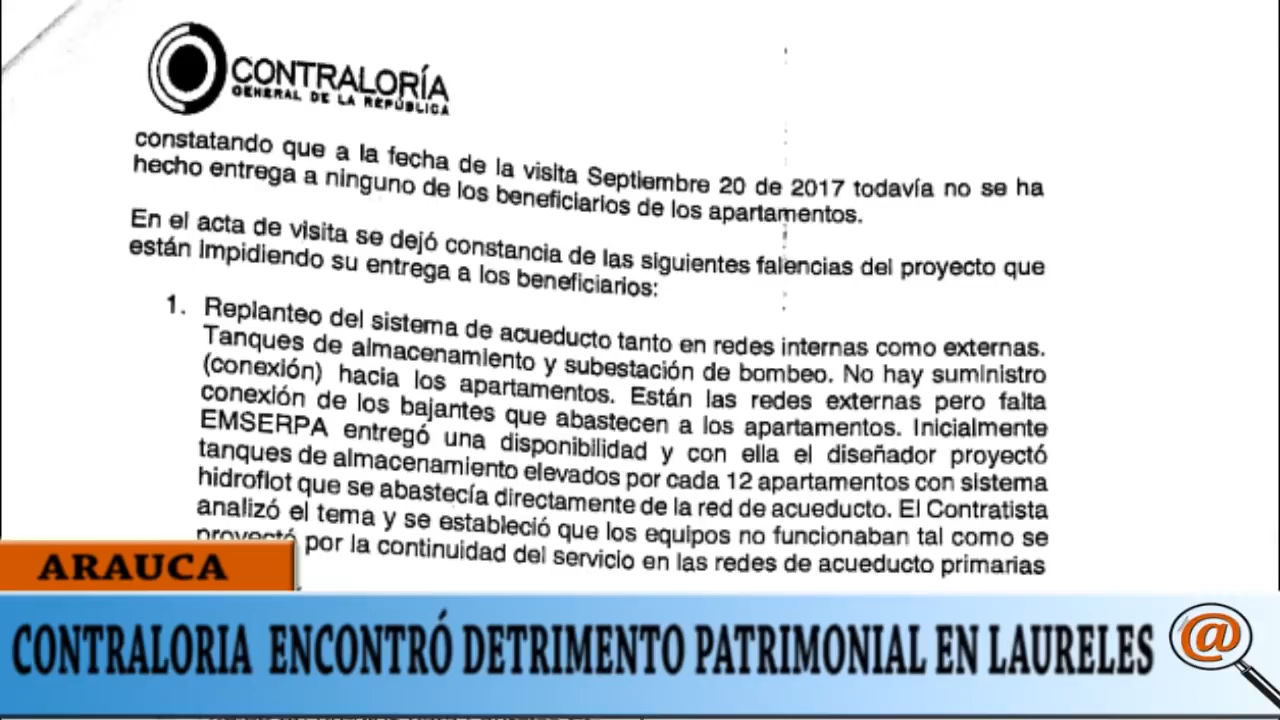 CONTRALORÍA
GENERAL DE LA REPÚBLICA
constatando que a la fecha de la visita Septiembre 20 de 2017 todavía no se ha
hecho entrega a ninguno de los beneficiarios de los apartamentos.
En el acta de visita se dejó constancia de las siguientes falencias del proyecto que
están impidiendo su entrega a los beneficiarios:
1. Replanteo del sistema de acueducto tanto en redes internas como externas.
Tanques de almacenamiento y subestación de bombeo. No hay suministro
(conexión) hacia los apartamentos. Están las redes externas pero falta
conexión de los bajantes que abastecen a los apartamentos. Inicialmente
EMSERPA entregó una disponibilidad y con ella el diseñador proyectó
tanques de almacenamiento elevados por cada 12 apartamentos con sistema
hidroflot que se abastecía directamente de la red de acueducto. El Contratista
analizó el tema y se estableció que los equipos no funcionaban tal como se
proyectó por la continuidad del servicio en las redes de acueducto primarias
ARAUCA
CONTRALORIA ENCONTRÓ DETRIMENTO PATRIMONIAL EN LAURELES
@